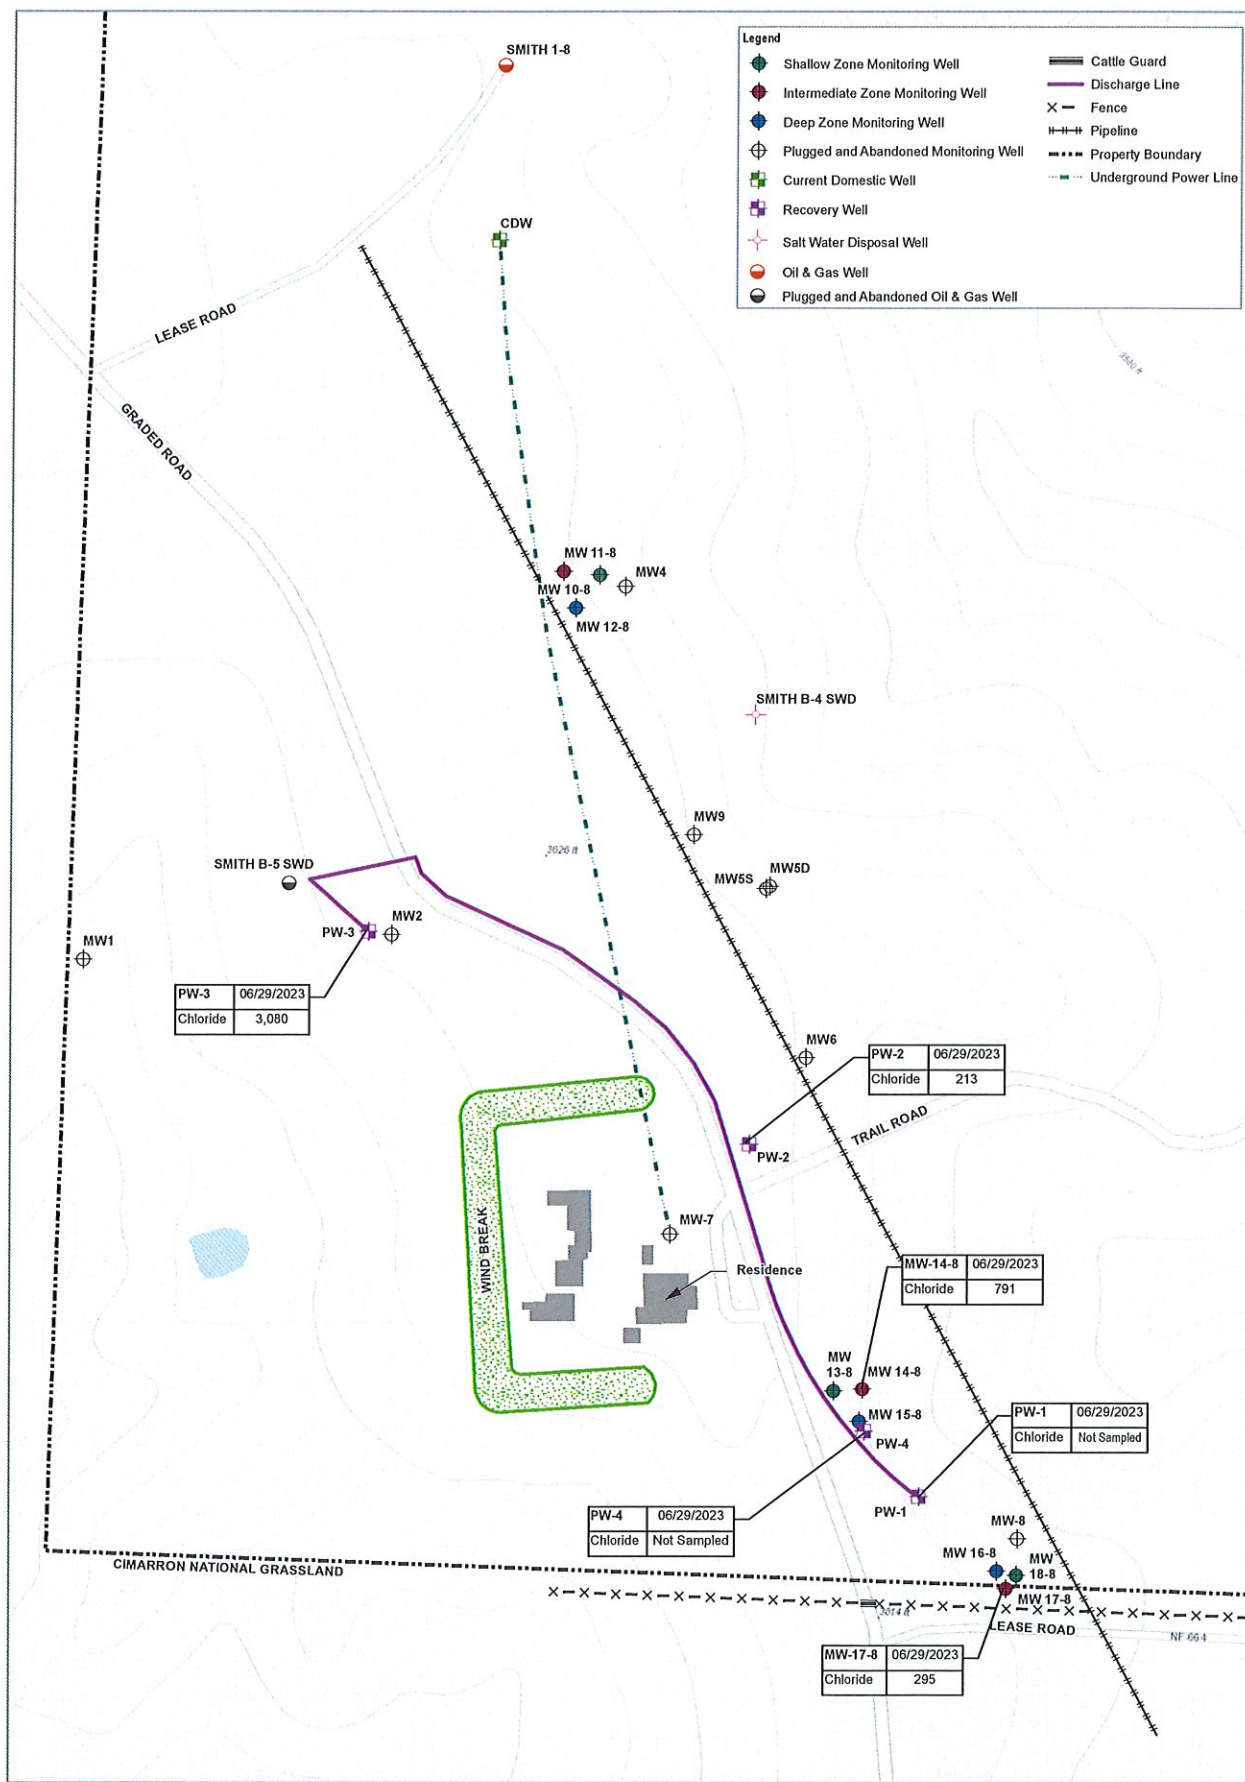 SMITH 1-8
Legend
Shallow Zone Monitoring Well
Intermediate Zone Monitoring Well
Deep Zone Monitoring Well
Plugged and Abandoned Monitoring Well
Current Domestic Well
Recovery Well
Salt Water Disposal Well
Oil & Gas Well
Plugged and Abandoned Oil & Gas Well
Cattle Guard
Discharge Line
Fence
Pipeline
Property Boundary
Underground Power Line
CDW
LEASE ROAD
3580 ft
GRADED ROAD
MW 11-8
MW4
MW 10-8
MW 12-8
SMITH B-4 SWD
MW9
3626 ft
SMITH B-5 SWD
MW5S
MW5D
MW2
PW-3
MW1
PW-3 06/29/2023
Chloride 3,080
MW6
PW-2 06/29/2023
Chloride 213
TRAIL ROAD
PW-2
WIND BREAK
MW-7
Residence
MW-14-8 06/29/2023
Chloride 791
MW
13-8
MW 14-8
MW 15-8
PW-4
PW-1 06/29/2023
Chloride Not Sampled
PW-1
PW-4 06/29/2023
Chloride Not Sampled
MW-8
MW 16-8
MW
18-8
MW 17-8
CIMARRON NATIONAL GRASSLAND
3614 ft
LEASE ROAD
NF 664
MW-17-8 06/29/2023
Chloride 295